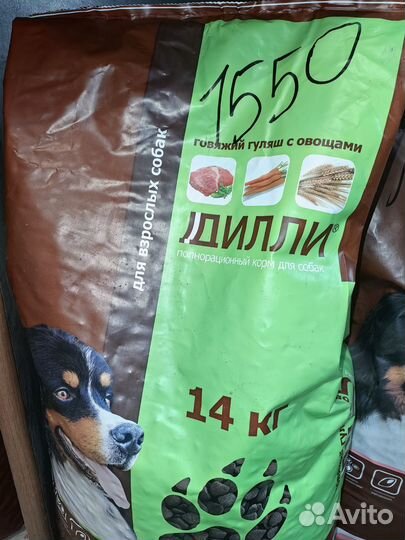 1550
говяжий гуляш с овощами
ДИЛЛИ®
полнорационный корм для собак
для взрослых собак
14 кг
Avito